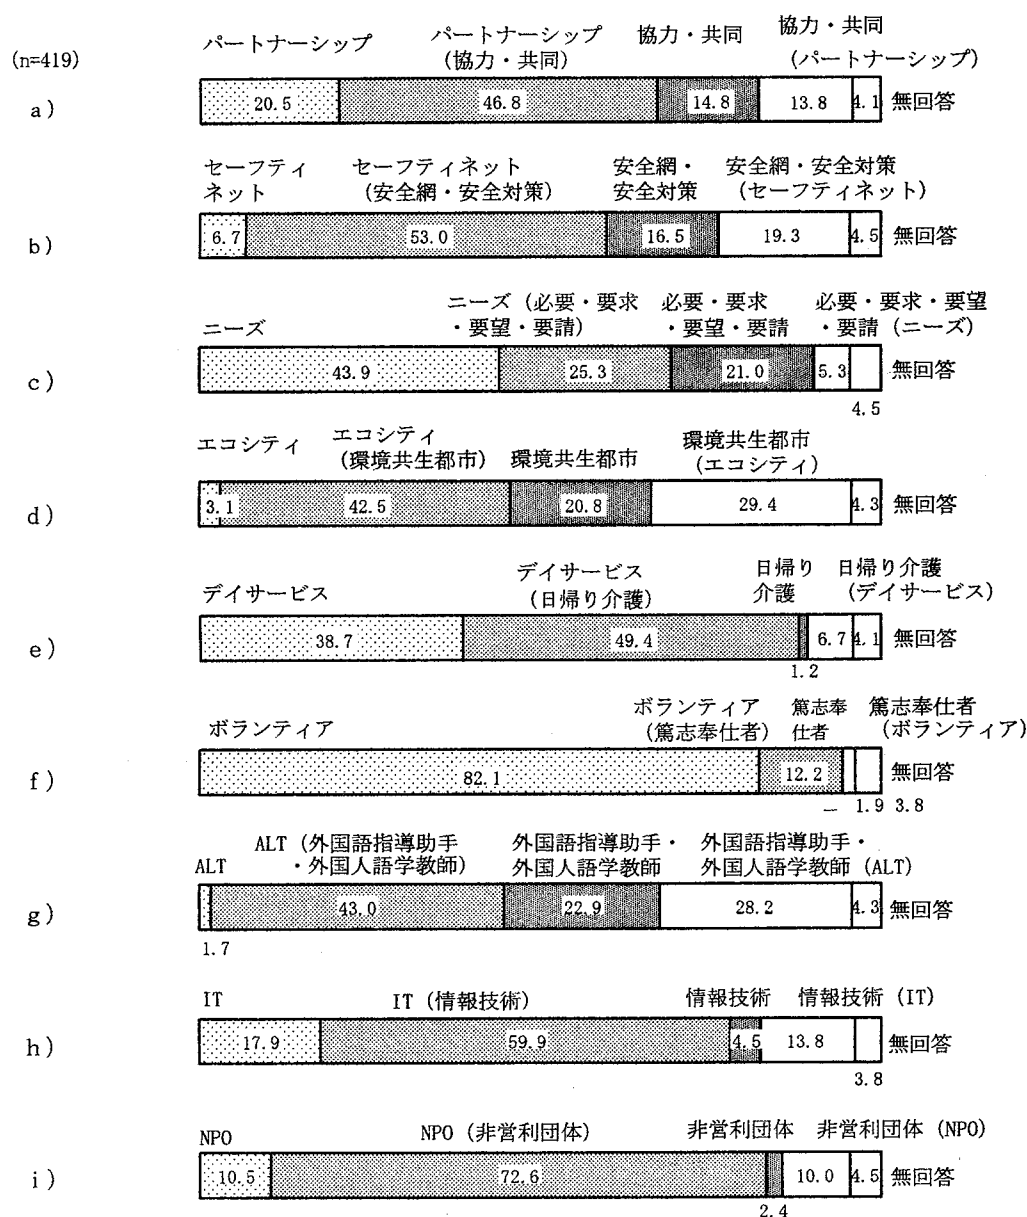 (n=419)
パートナーシップ
パートナーシップ
(協力・共同)
協力・共同
協力・共同
(パートナーシップ)
a)
20.5
46.8
14.8
13.8
4.1
無回答
セーフティ
ネット
セーフティネット
(安全網・安全対策)
安全網・
安全対策
安全網・安全対策
(セーフティネット)
b)
6.7
53.0
16.5
19.3
4.5
無回答
ニーズ
ニーズ(必要・要求
・要望・要請)
必要・要求
・要望・要請
必要・要求・要望
・要請(ニーズ)
c)
43.9
25.3
21.0
5.3
無回答
4.5
エコシティ
エコシティ
(環境共生都市)
環境共生都市
環境共生都市
(エコシティ)
d)
3.1
42.5
20.8
29.4
4.3
無回答
デイサービス
デイサービス
(日帰り介護)
日帰り
介護
日帰り介護
(デイサービス)
e)
38.7
49.4
6.7
4.1
無回答
1.2
ボランティア
ボランティア
(篤志奉仕者)
篤志奉
仕者
篤志奉仕者
(ボランティア)
f)
82.1
12.2
無回答
— 1.9 3.8
ALT
ALT(外国語指導助手
・外国人語学教師)
外国語指導助手・
外国人語学教師
外国語指導助手・
外国人語学教師(ALT)
g)
43.0
22.9
28.2
4.3
無回答
1.7
IT
IT(情報技術)
情報技術
情報技術(IT)
h)
17.9
59.9
4.5
13.8
無回答
3.8
NPO
NPO(非営利団体)
非営利団体
非営利団体(NPO)
i)
10.5
72.6
10.0
4.5
無回答
2.4